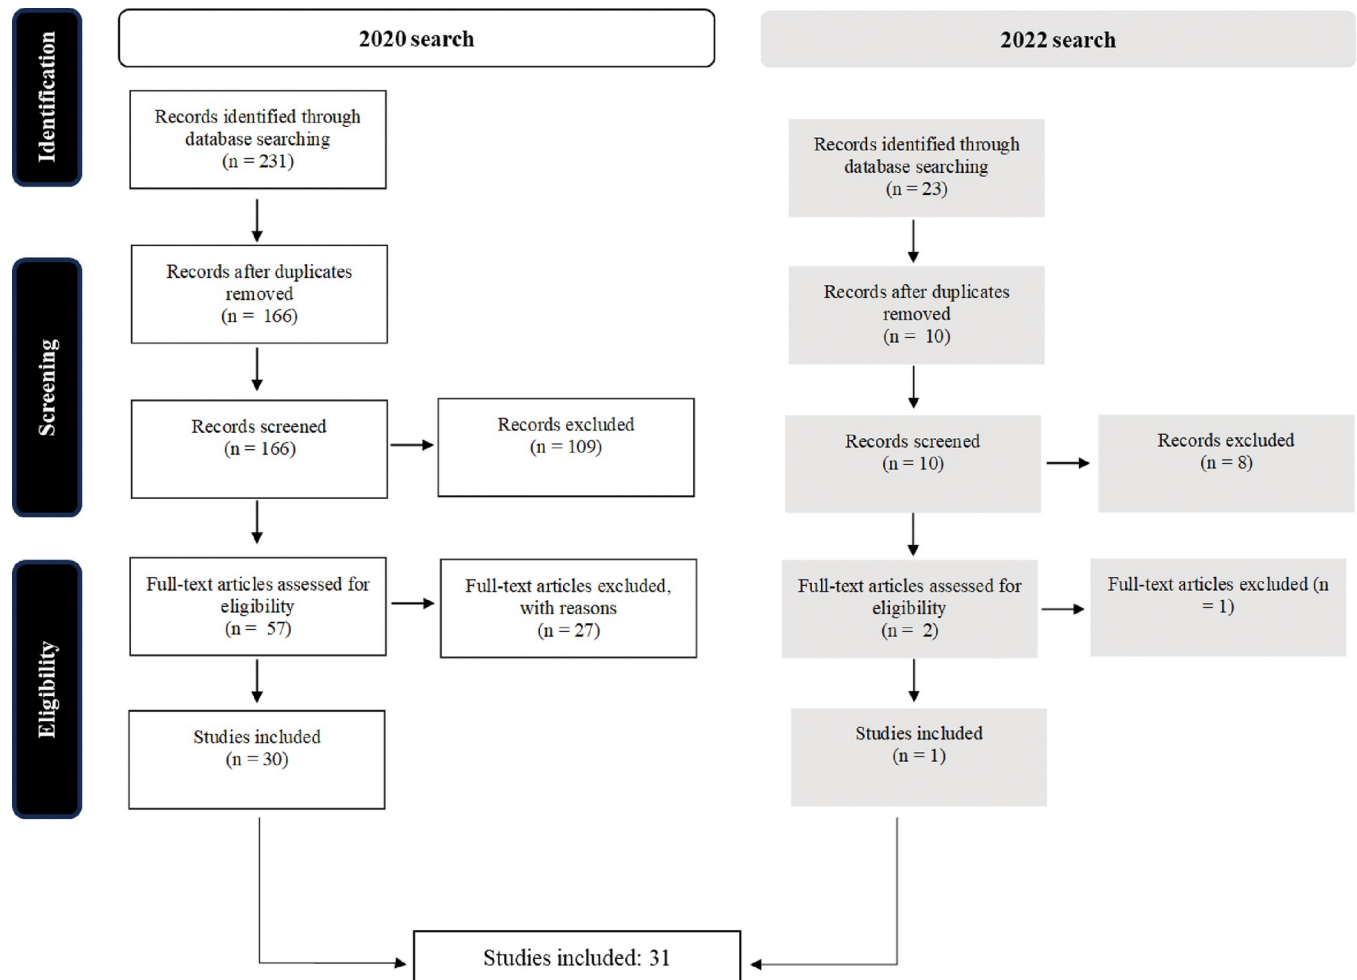 Identification
2020 search
2022 search
Records identified through
database searching
(n = 231)
Records identified through
database searching
(n = 23)
Screening
Records after duplicates
removed
(n =  166)
Records after duplicates
removed
(n =  10)
Records screened
(n = 166)
Records excluded
(n = 109)
Records screened
(n = 10)
Records excluded
(n = 8)
Eligibility
Full-text articles assessed for
eligibility
(n =  57)
Full-text articles excluded,
with reasons
(n = 27)
Full-text articles assessed for
eligibility
(n =  2)
Full-text articles excluded (n
= 1)
Studies included
(n = 30)
Studies included
(n = 1)
Studies included: 31